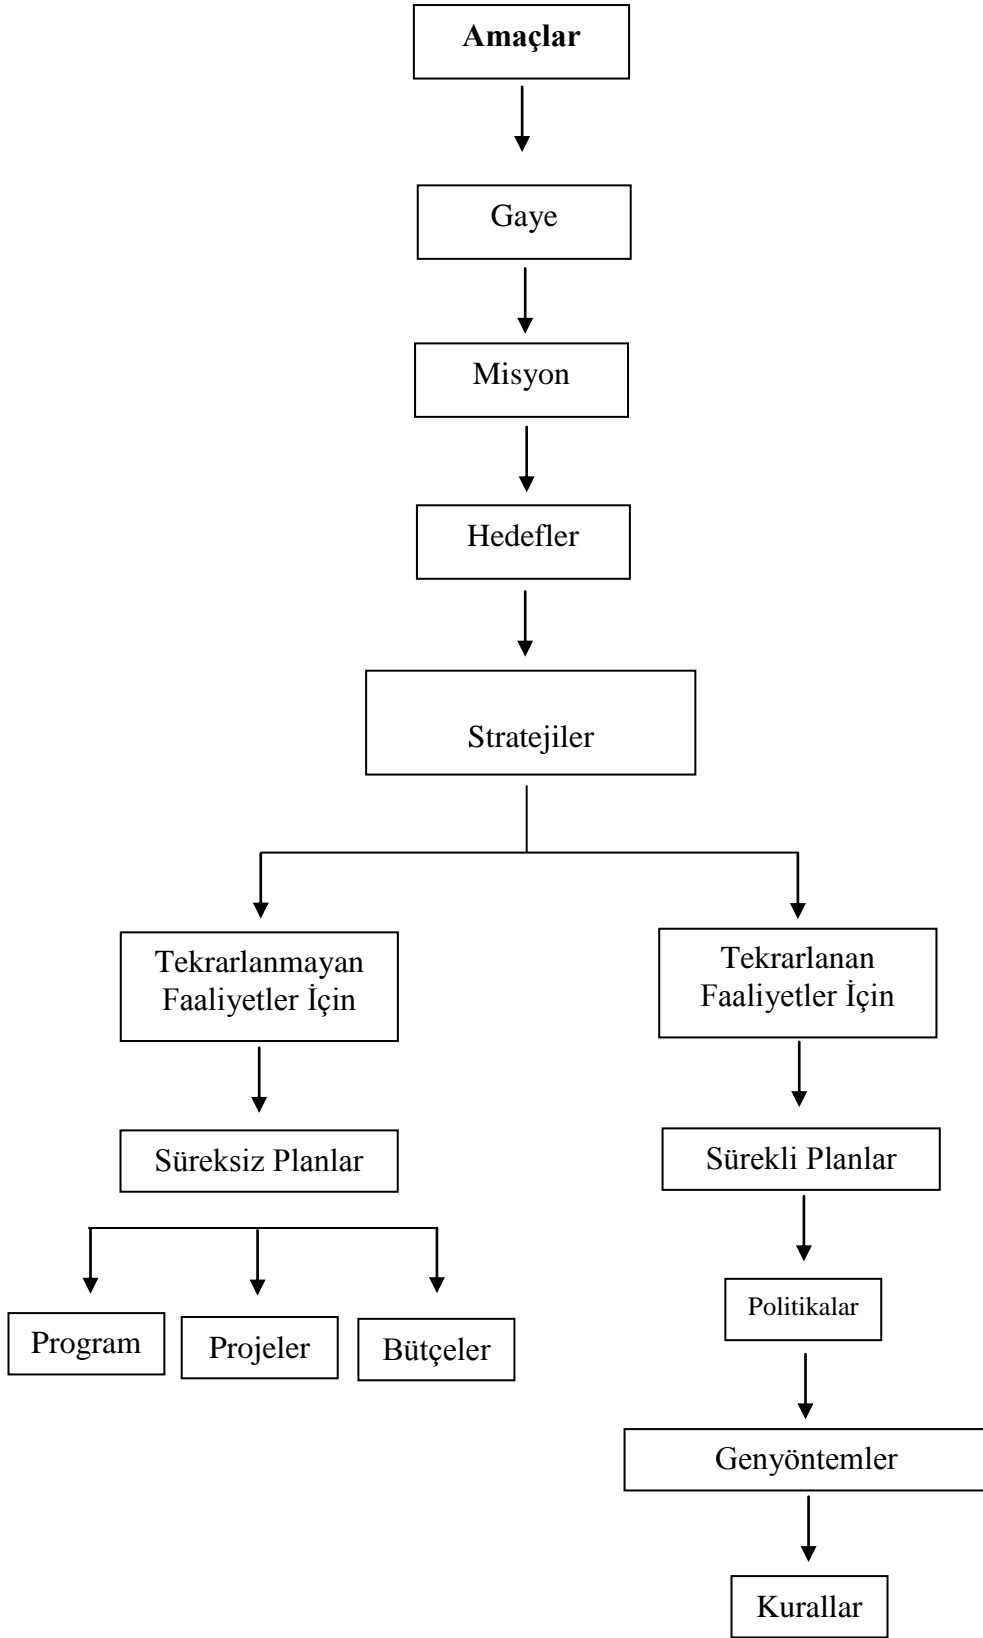 Amaçlar
Gaye
Misyon
Hedefler
Stratejiler
Tekrarlanmayan
Faaliyetler İçin
Tekrarlanan
Faaliyetler İçin
Süreksiz Planlar
Sürekli Planlar
Program
Projeler
Bütçeler
Politikalar
Genyöntemler
Kurallar